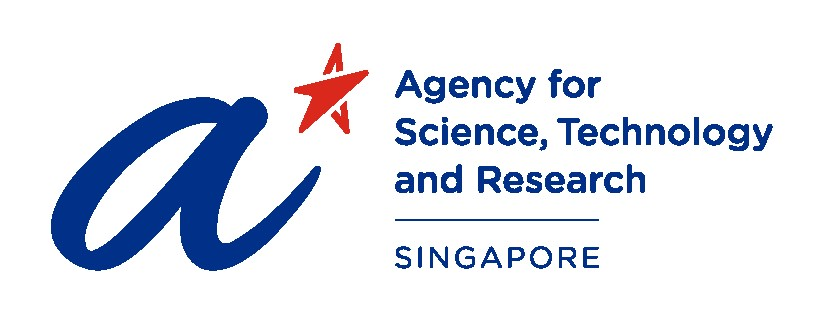 a
Agency for
Science, Technology
and Research
SINGAPORE